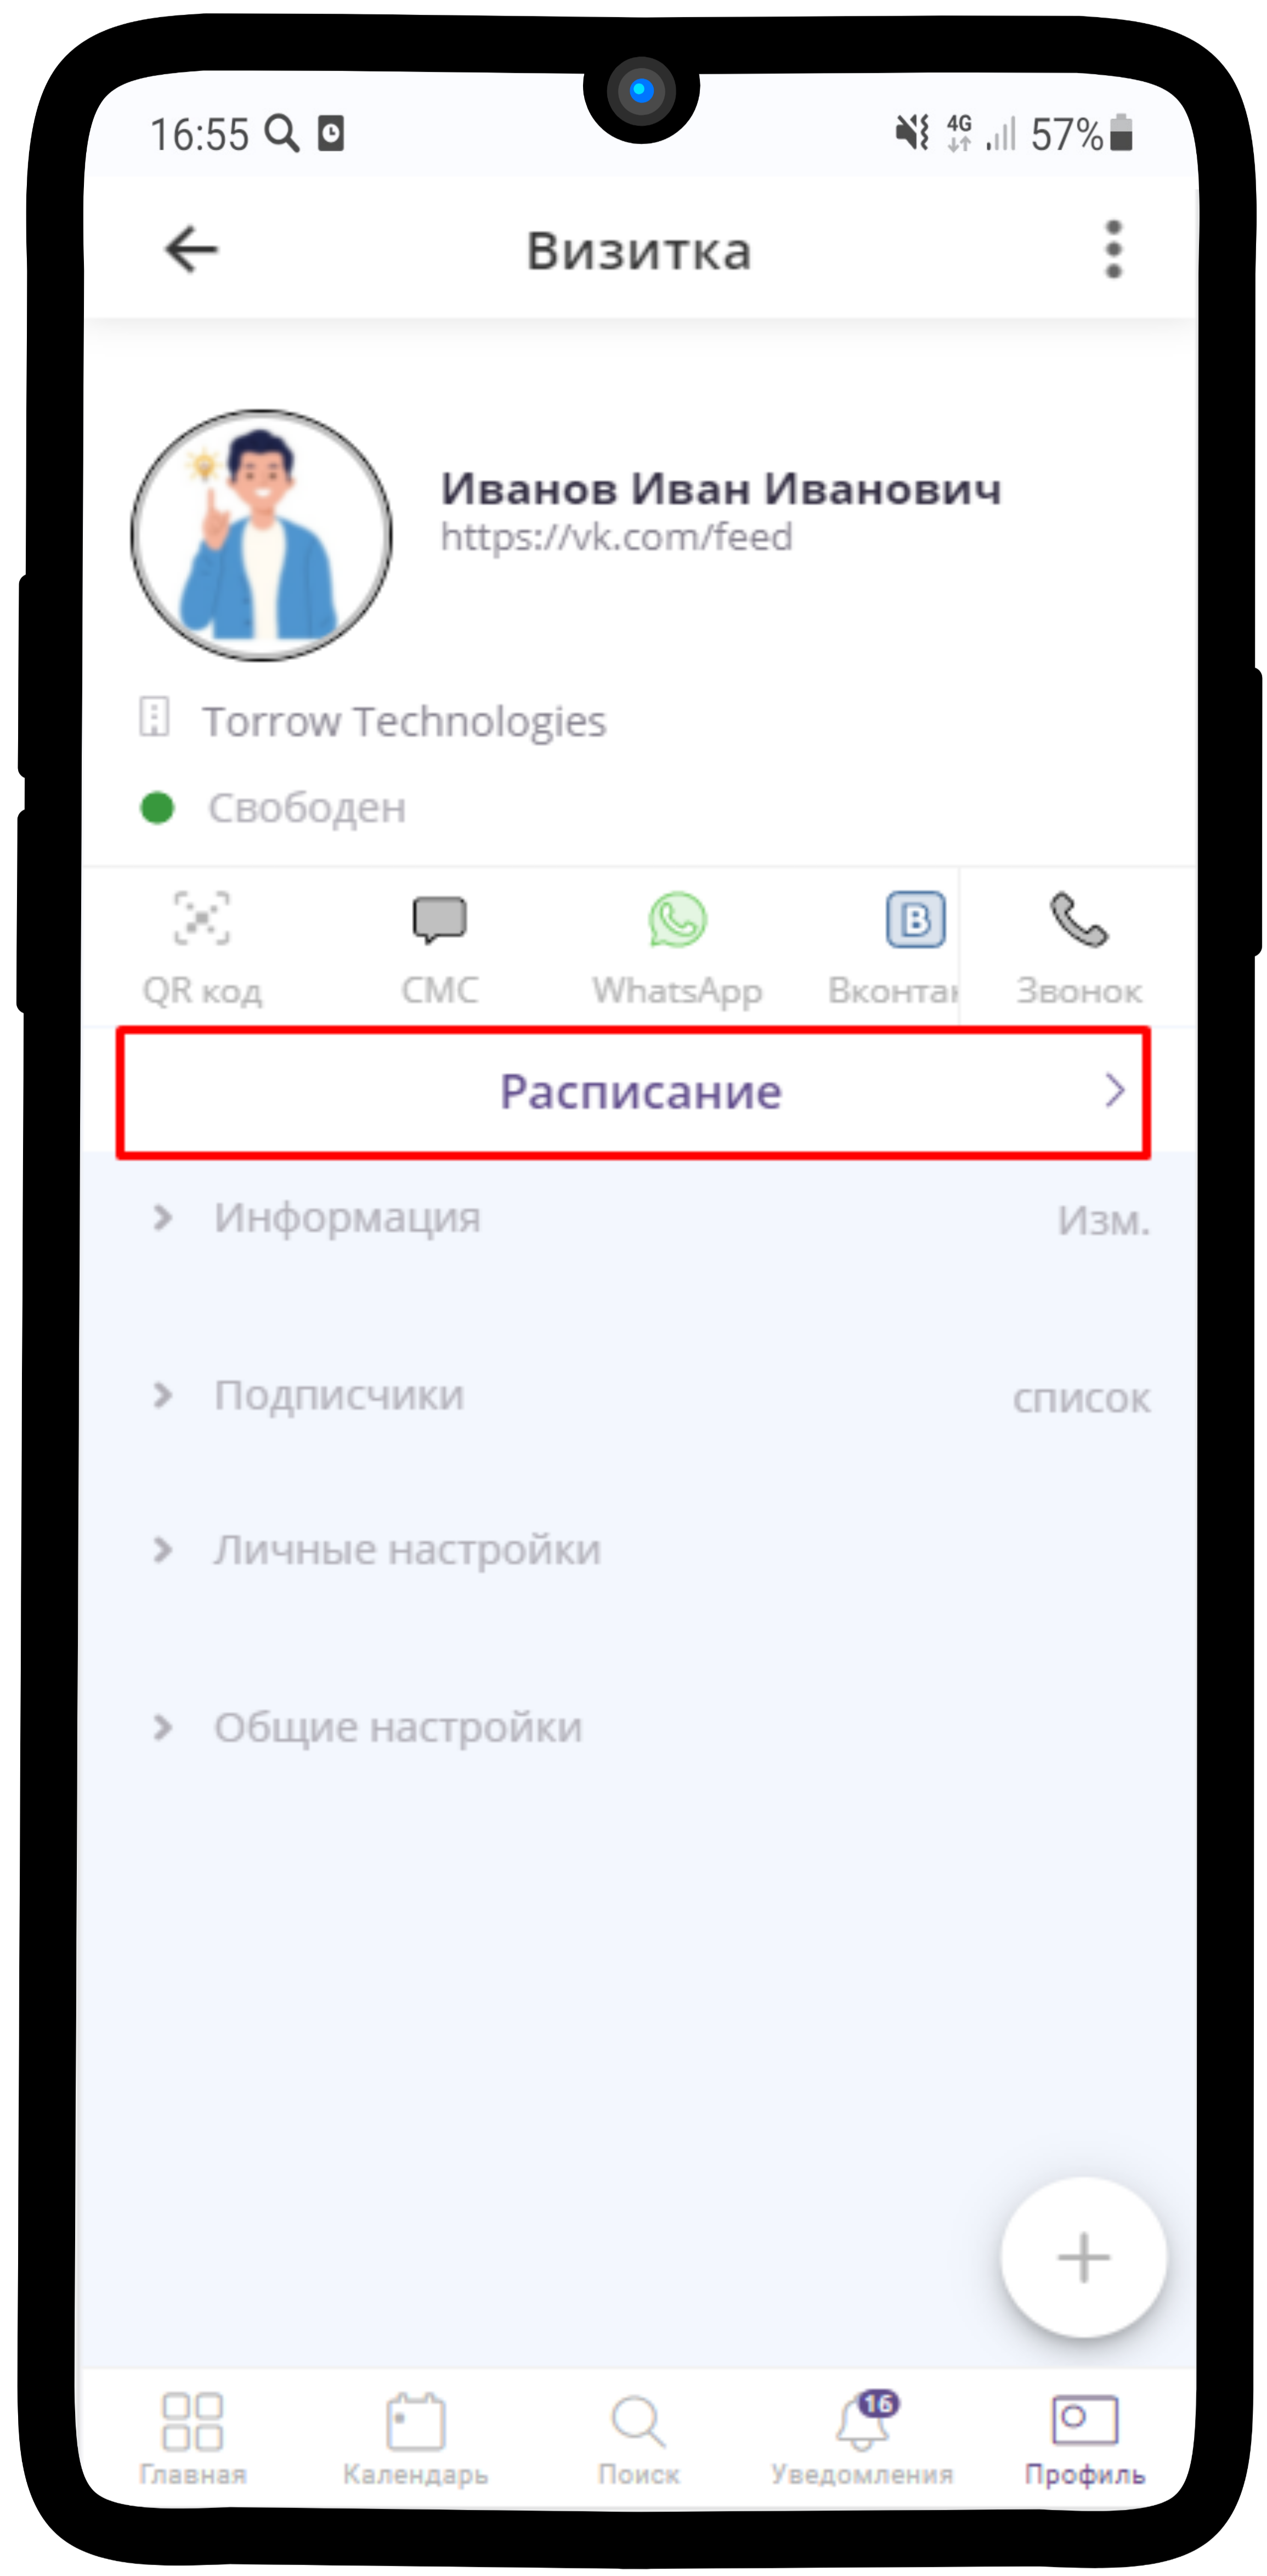 16:55 4G 57%
Визитка
Иванов Иван Иванович
https://vk.com/feed
Torrow Technologies
Свободен
QR код СМС WhatsApp Вконта Звонок
Расписание
Информация Изм.
Подписчики список
Личные настройки
Общие настройки
16
Главная Календарь Поиск Уведомления Профиль